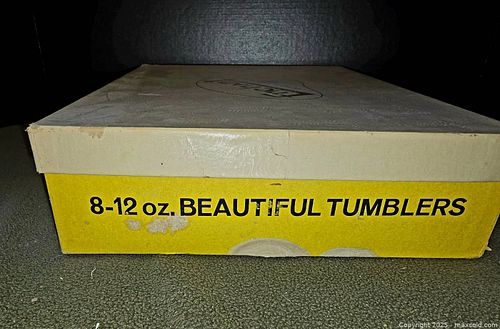 8-12 oz. BEAUTIFUL TUMBLERS
Copyright © 2025 - maxsold.com